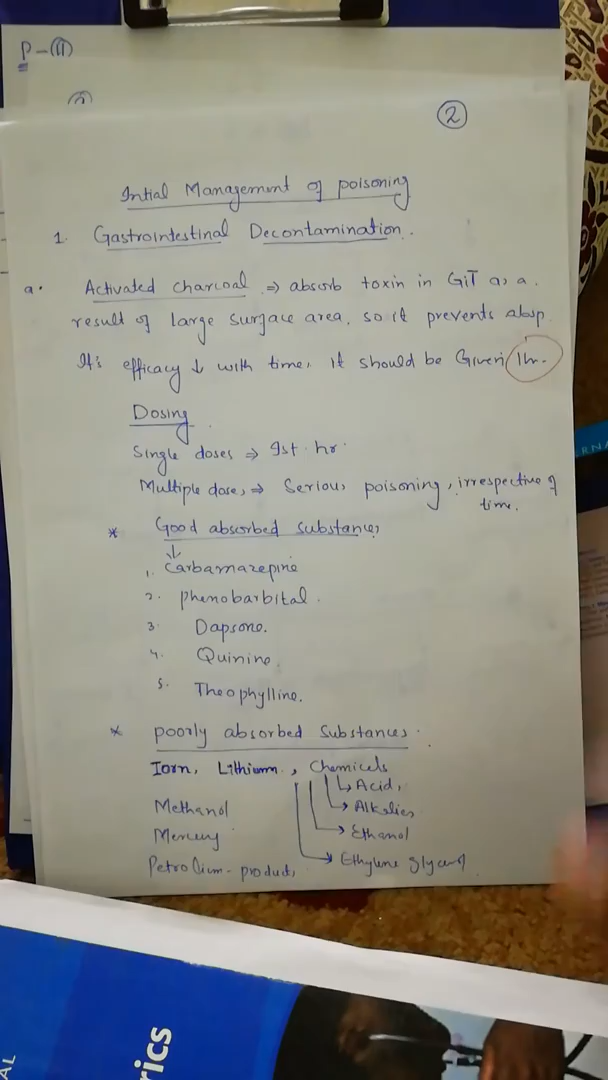 P-(11)
2
Intial Management of poisoning
1. Gastrointestinal Decontamination.
a. Activated charcoal ⇒ absorb toxin in GiT as a
result of large surface area, so it prevents absp.
It's efficacy ↓ with time, it should be Given 1hr.
Dosing
Single doses ⇒ 1st hr.
Multiple doses ⇒ Serious poisoning, irrespective of
time.
* Good absorbed substances
↓
1. Carbamazepine
2. phenobarbital.
3. Dapsone.
4. Quinine
5. Theophylline.
* poorly absorbed substances.
Iorn, Lithium, Chemicals
↳ Acid,
Methanol → Alkalies
Mercury → Ethanol
Petrolium-products → Ethylene glycerol
rics
AL